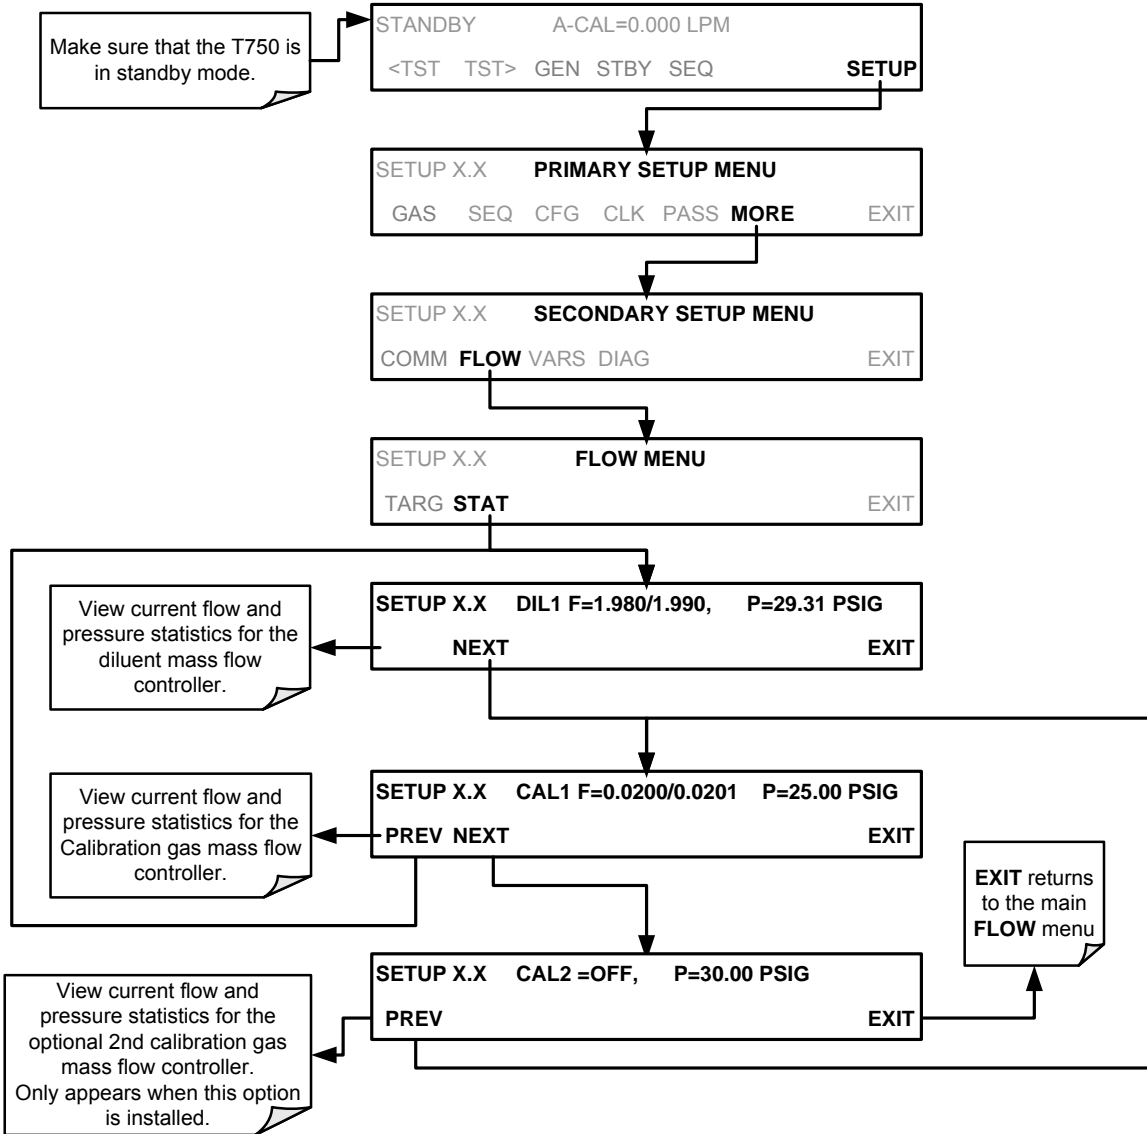 Make sure that the T750 is
in standby mode.
STANDBY A-CAL=0.000 LPM
<TST TST> GEN STBY SEQ SETUP
SETUP X.X PRIMARY SETUP MENU
GAS SEQ CFG CLK PASS MORE EXIT
SETUP X.X SECONDARY SETUP MENU
COMM FLOW VARS DIAG EXIT
SETUP X.X FLOW MENU
TARG STAT EXIT
View current flow and
pressure statistics for the
diluent mass flow
controller.
SETUP X.X DIL1 F=1.980/1.990, P=29.31 PSIG
NEXT EXIT
View current flow and
pressure statistics for the
Calibration gas mass flow
controller.
SETUP X.X CAL1 F=0.0200/0.0201 P=25.00 PSIG
PREV NEXT EXIT
EXIT returns
to the main
FLOW menu
View current flow and
pressure statistics for the
optional 2nd calibration gas
mass flow controller.
Only appears when this option
is installed.
SETUP X.X CAL2 =OFF, P=30.00 PSIG
PREV EXIT